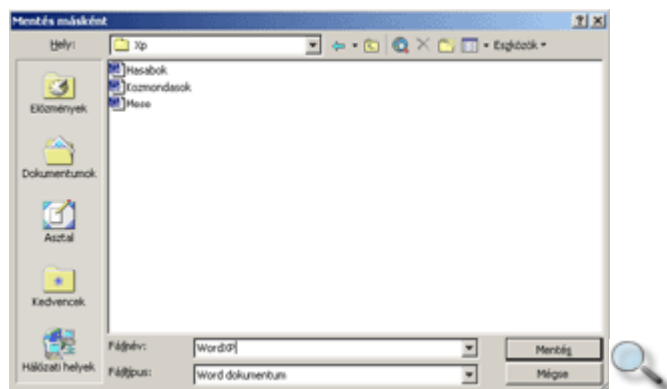 Mentés másként
Hely:
Xp
Eszközök
Hasabok
Kozmondasok
Mese
Előzmények
Dokumentumok
Asztal
Kedvencek
Hálózati helyek
Fájlnév:
WordXP
Mentés
Fájltípus:
Word dokumentum
Mégse